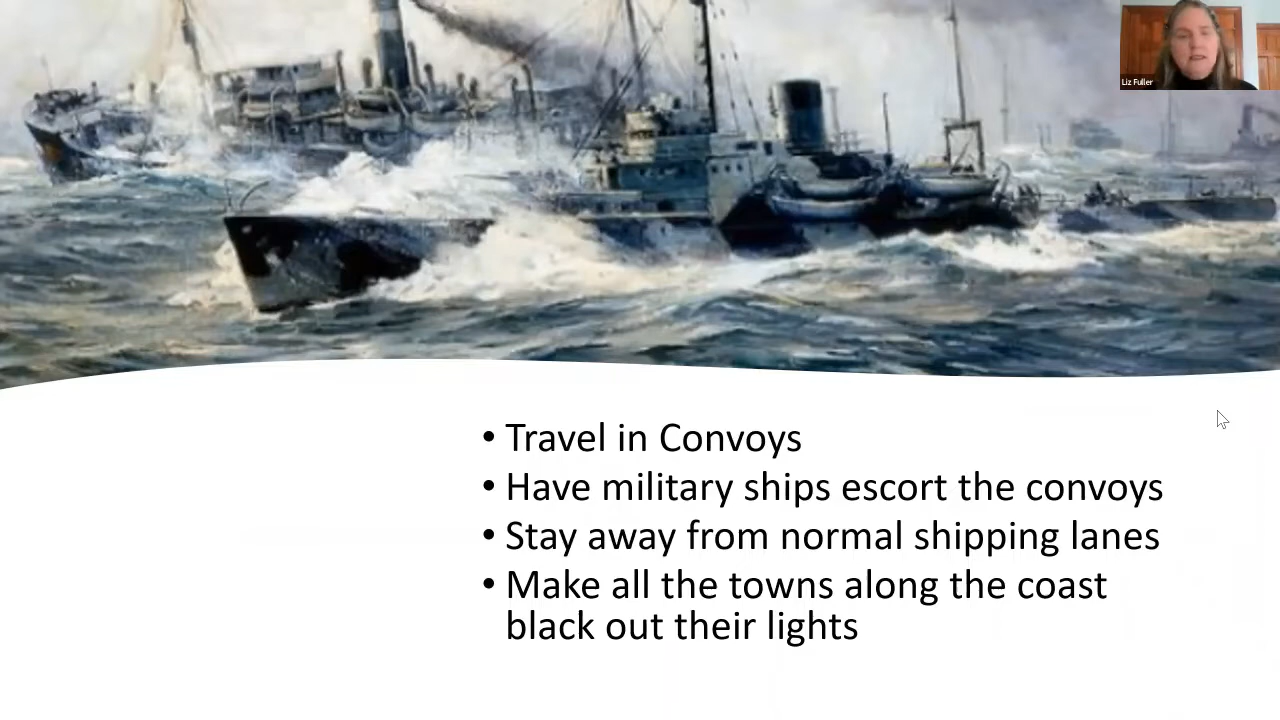 Liz Fuller
• Travel in Convoys
• Have military ships escort the convoys
• Stay away from normal shipping lanes
• Make all the towns along the coast
black out their lights